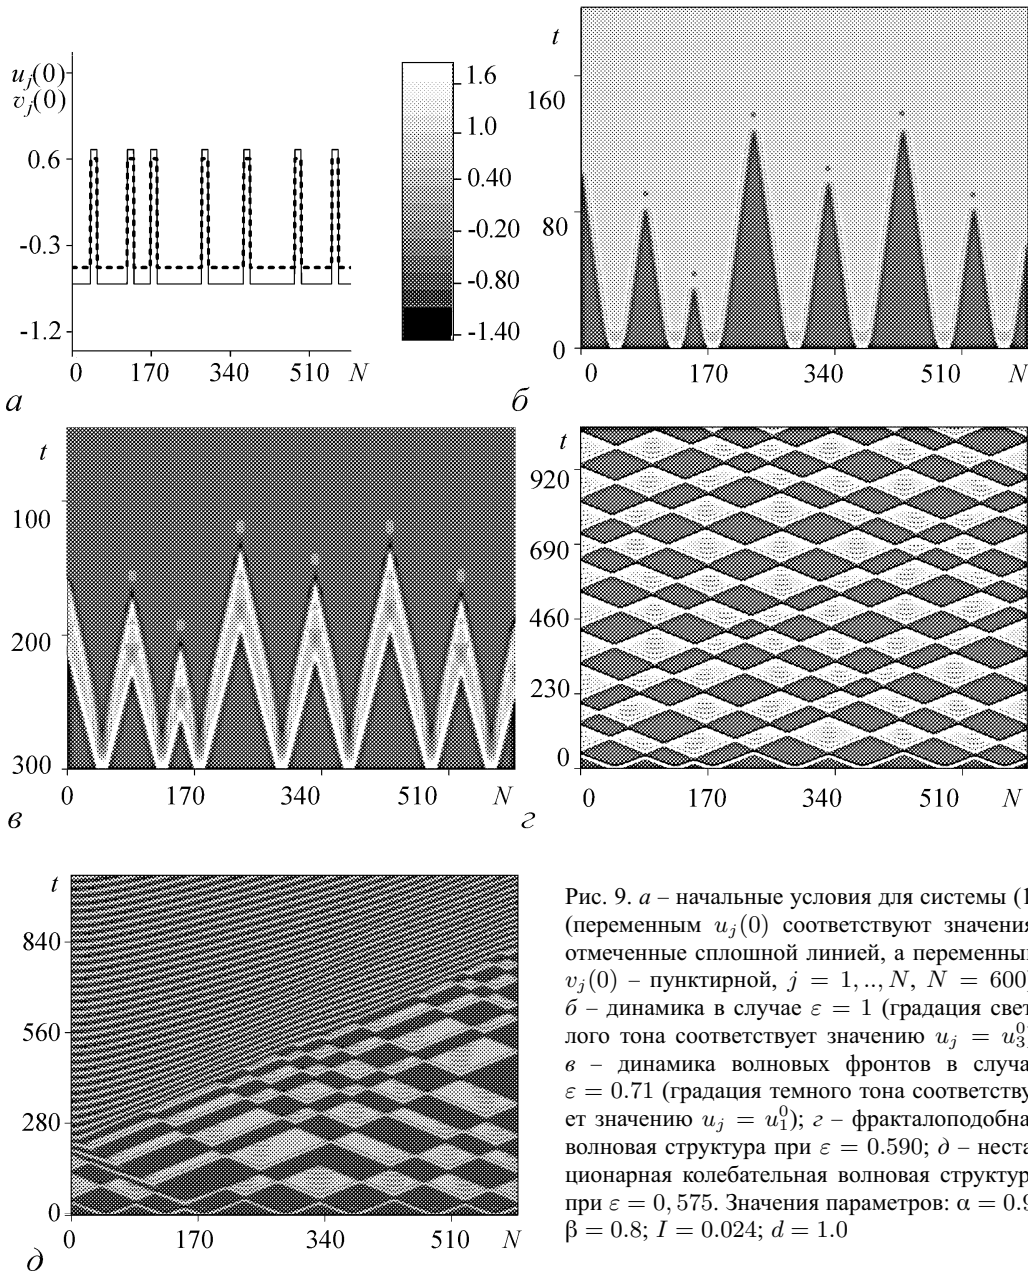 u_j(0)
v_j(0)
0.6
-0.3
-1.2
0 170 340 510 N
а
1.6
1.0
0.40
-0.20
-0.80
-1.40
t
160
80
0
0 170 340 510 N
б
t
100
200
300
0 170 340 510 N
в
t
920
690
460
230
0
0 170 340 510 N
г
t
840
560
280
0
0 170 340 510 N
д
Рис. 9. а – начальные условия для системы (1
(переменным u_j(0) соответствуют значения
отмеченные сплошной линией, а переменны
v_j(0) – пунктирной, j = 1,..,N, N = 600
б – динамика в случае ε = 1 (градация свет
лого тона соответствует значению u_j = u_3^0
в – динамика волновых фронтов в случа
ε = 0.71 (градация темного тона соответству
ет значению u_j = u_1^0); г – фракталоподобна
волновая структура при ε = 0.590; д – неста
ционарная колебательная волновая структур
при ε = 0,575. Значения параметров: α = 0.9
β = 0.8; I = 0.024; d = 1.0